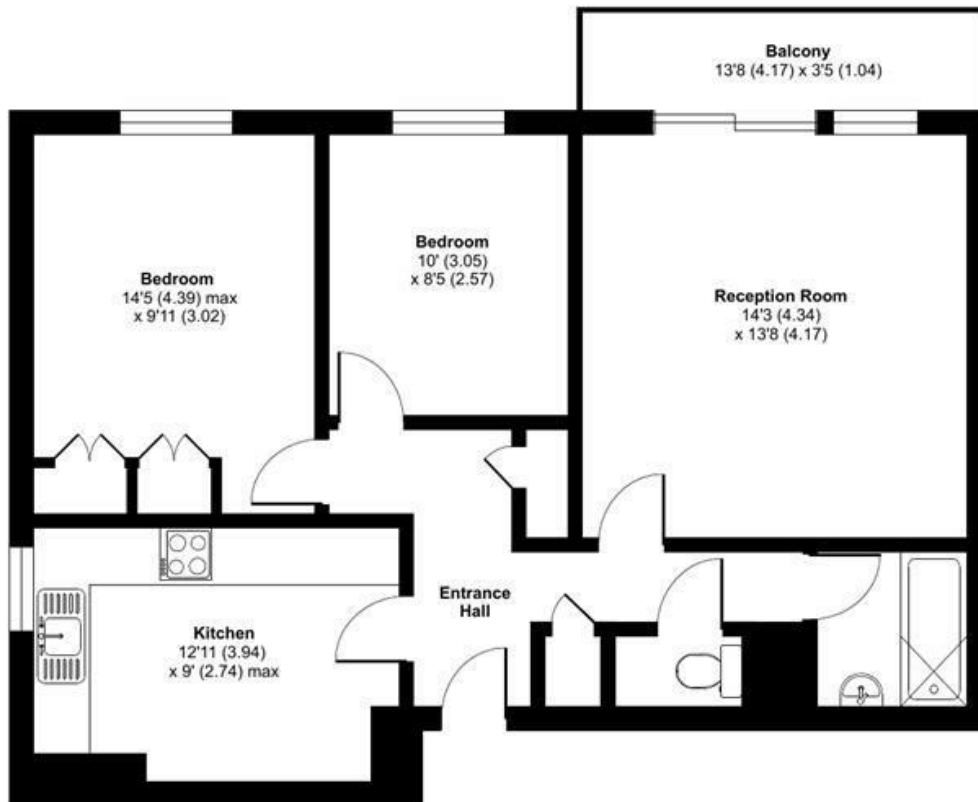 Balcony
13'8 (4.17) x 3'5 (1.04)
Bedroom
14'5 (4.39) max
x 9'11 (3.02)
Bedroom
10' (3.05)
x 8'5 (2.57)
Reception Room
14'3 (4.34)
x 13'8 (4.17)
Entrance
Hall
Kitchen
12'11 (3.94)
x 9' (2.74) max